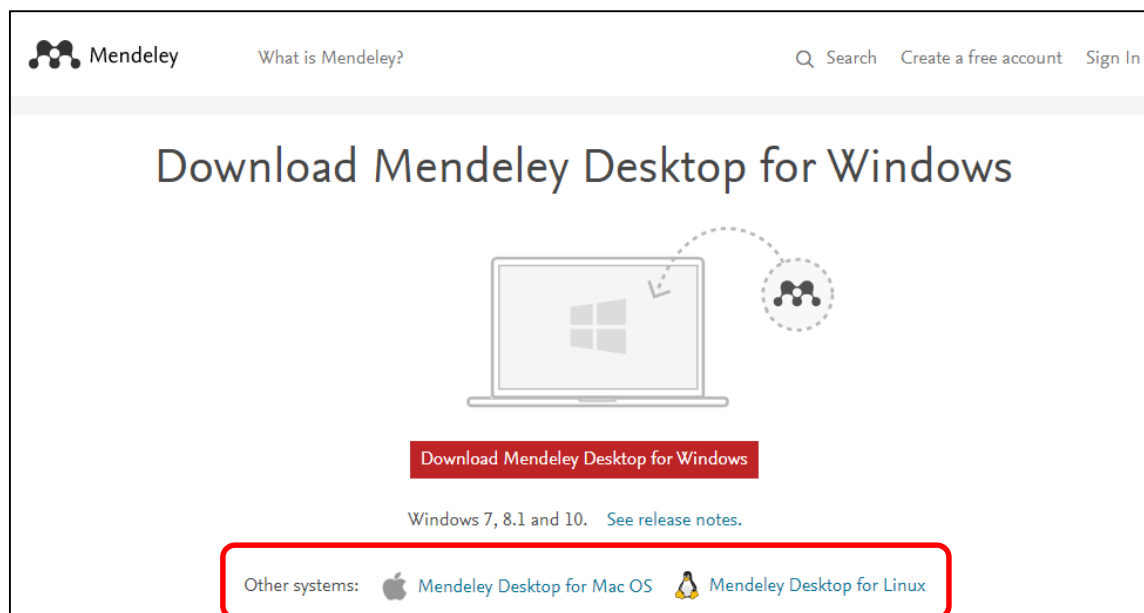 Mendeley What is Mendeley? Search Create a free account Sign In
Download Mendeley Desktop for Windows
Download Mendeley Desktop for Windows
Windows 7, 8.1 and 10. See release notes.
Other systems: Mendeley Desktop for Mac OS Mendeley Desktop for Linux